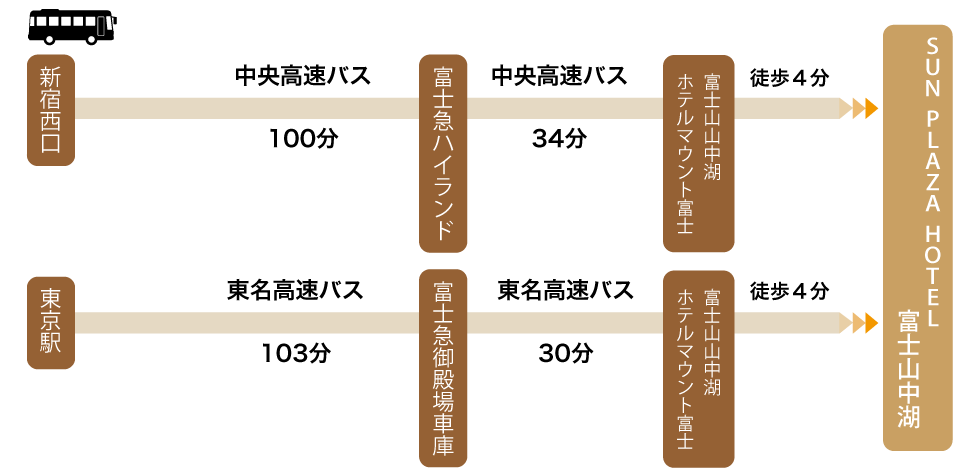 新宿西口
中央高速バス
100分
富士急ハイランド
中央高速バス
34分
富士山山中湖
ホテルマウント富士
徒歩4分
東京駅
東名高速バス
103分
富士急御殿場車庫
東名高速バス
30分
富士山山中湖
ホテルマウント富士
徒歩4分
SUN PLAZA HOTEL
富士山中湖